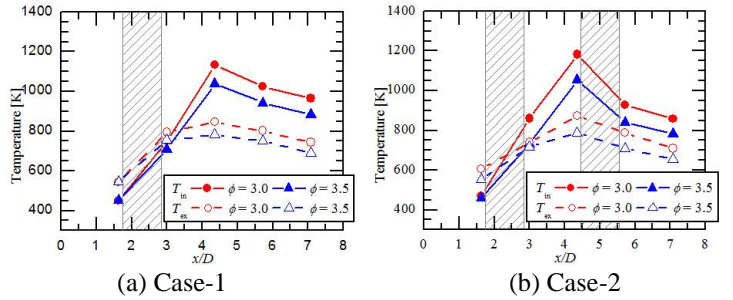 1400
1200
1000
800
600
400
Temperature [K]
0 1 2 3 4 5 6 7 8
x/D
T_in ϕ = 3.0 ϕ = 3.5
T_ex ϕ = 3.0 ϕ = 3.5
(a) Case-1
1400
1200
1000
800
600
400
Temperature [K]
0 1 2 3 4 5 6 7 8
x/D
T_in ϕ = 3.0 ϕ = 3.5
T_ex ϕ = 3.0 ϕ = 3.5
(b) Case-2